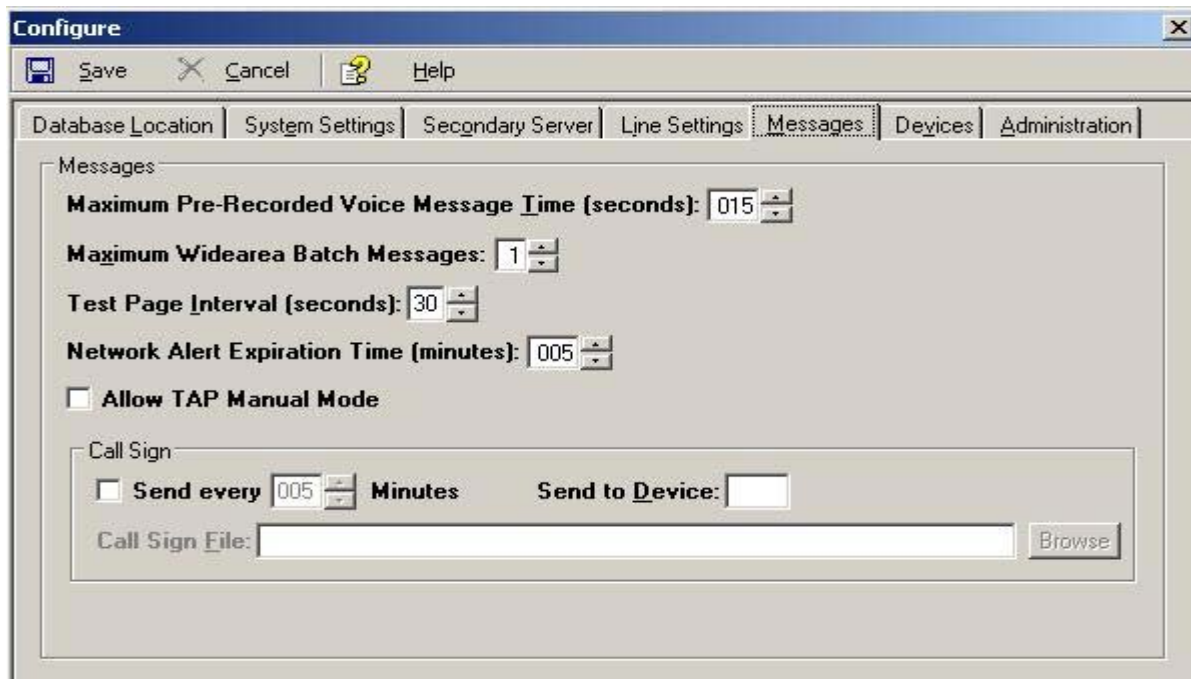 Configure
Save Cancel Help
Database Location System Settings Secondary Server Line Settings Messages Devices Administration
Messages
Maximum Pre-Recorded Voice Message Time (seconds): 015
Maximum Widearea Batch Messages: 1
Test Page Interval (seconds): 30
Network Alert Expiration Time (minutes): 005
Allow TAP Manual Mode
Call Sign
Send every 005 Minutes Send to Device:
Call Sign File: Browse